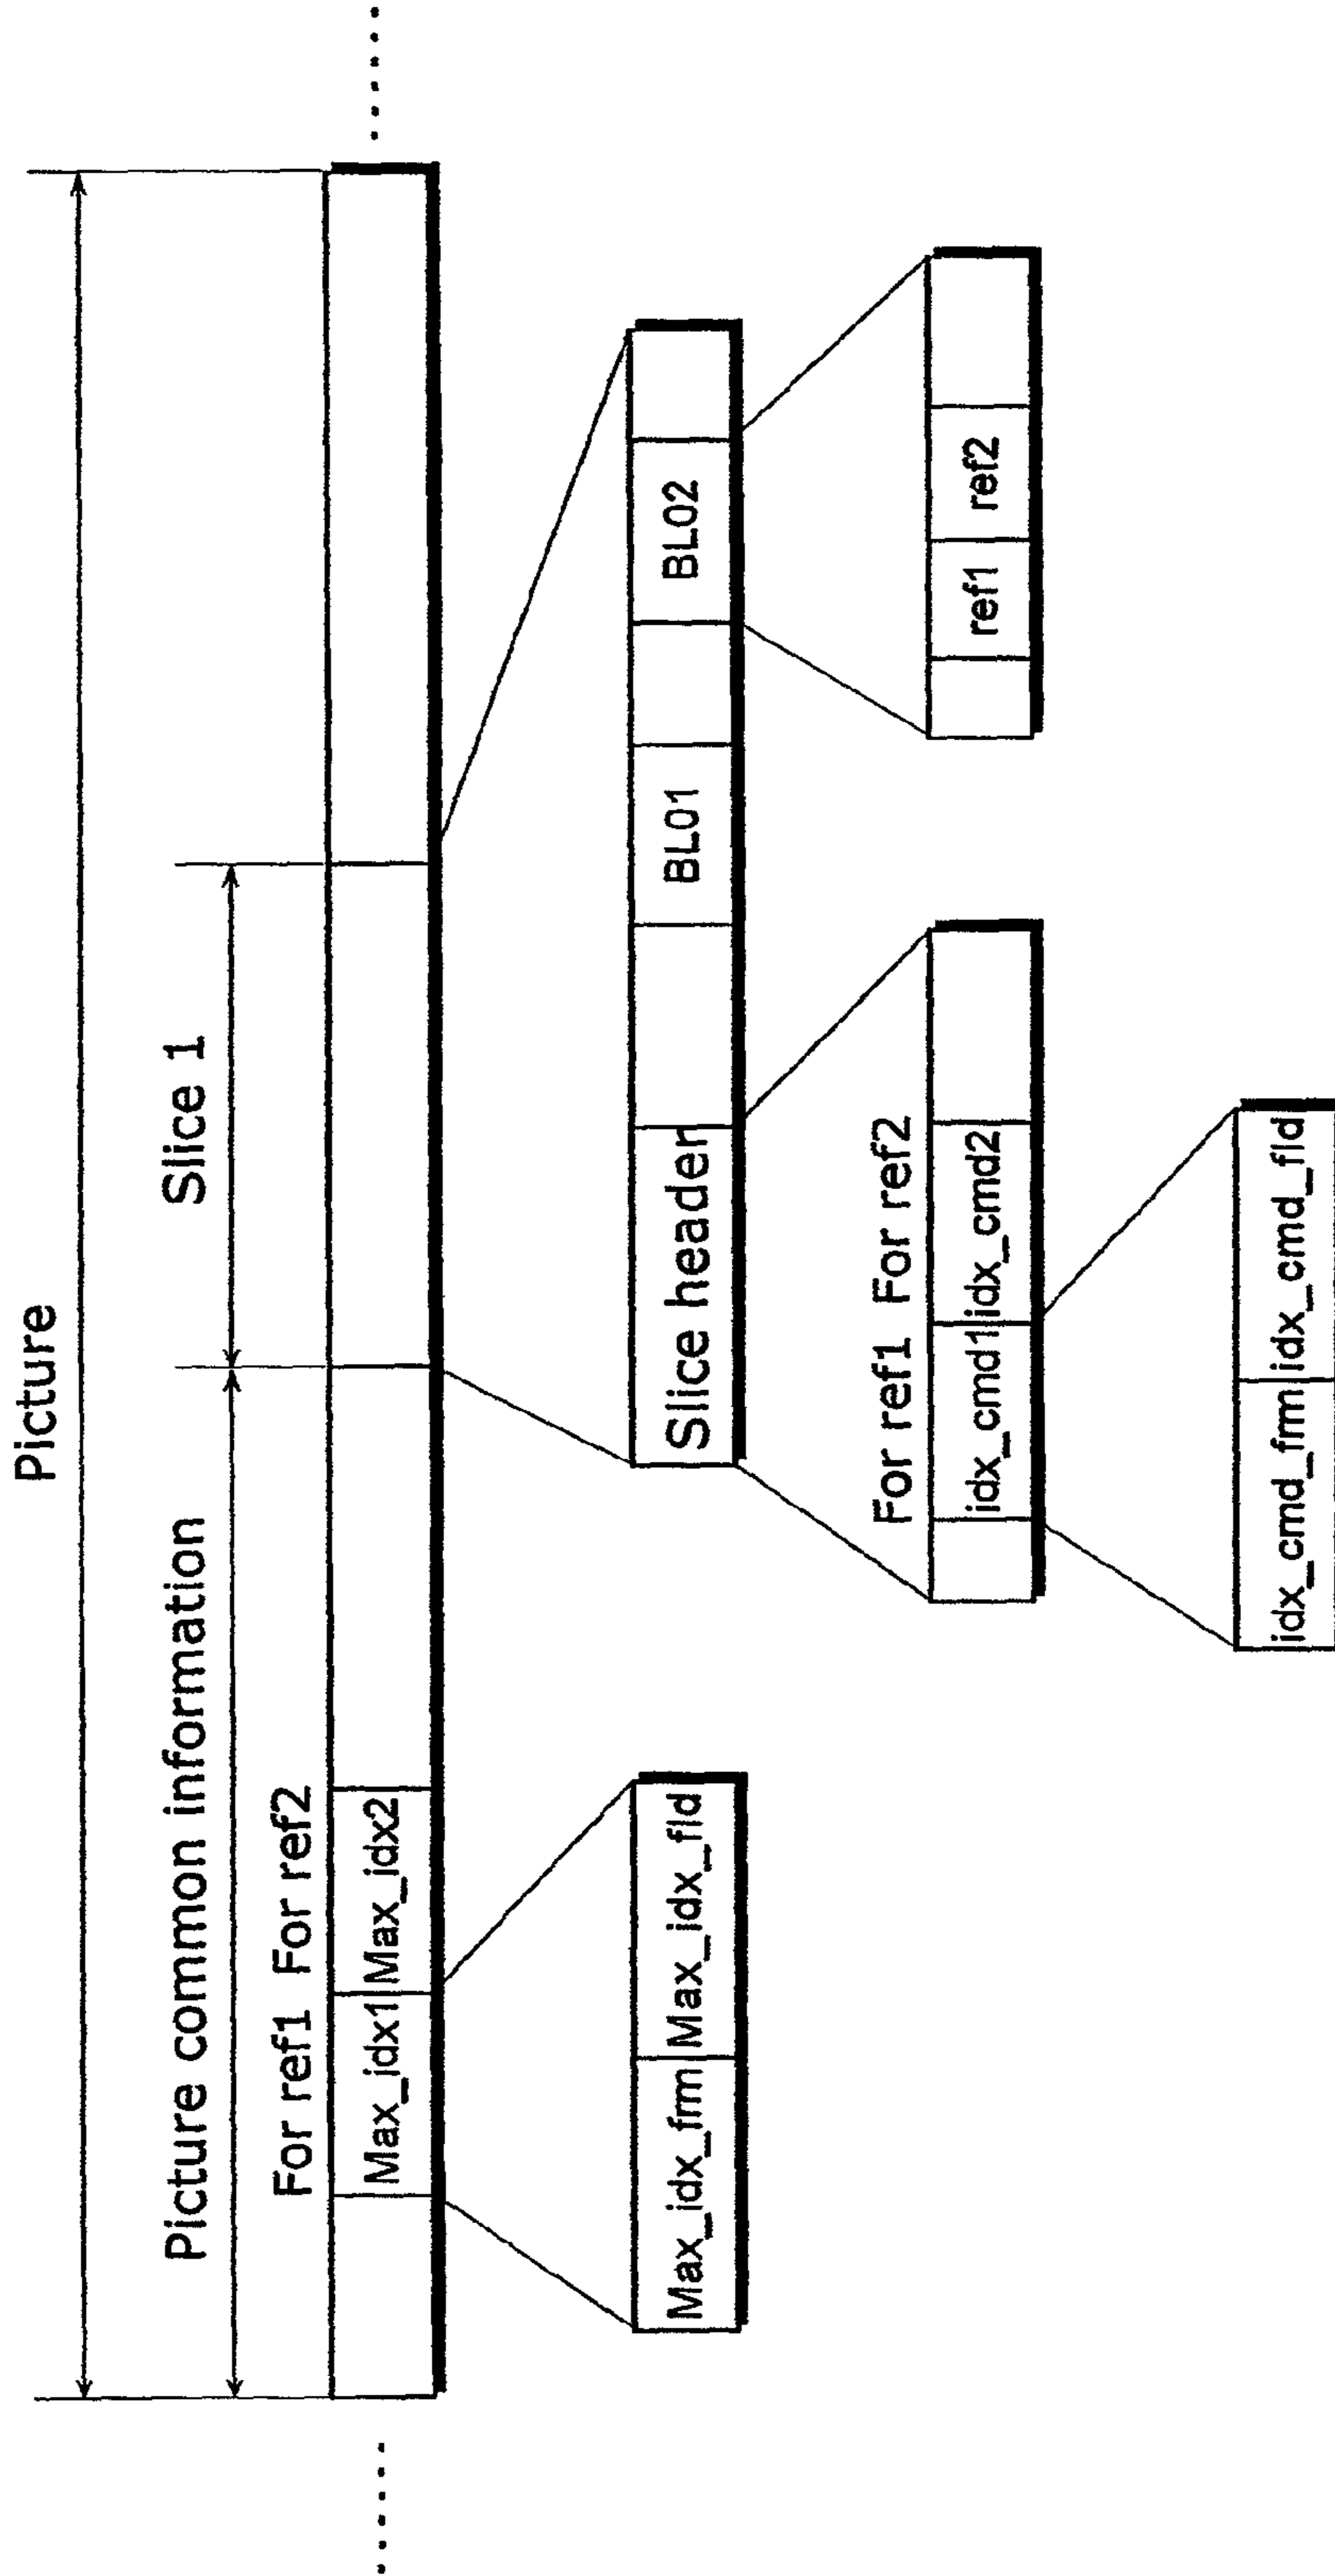 Picture
Picture common information
Slice 1
For ref1 For ref2
Max_idx1 Max_idx2
Max_idx_frm Max_idx_fld
Slice header BL01 BL02
For ref1 For ref2
idx_cmd1 idx_cmd2
ref1 ref2
idx_cmd_frm idx_cmd_fld